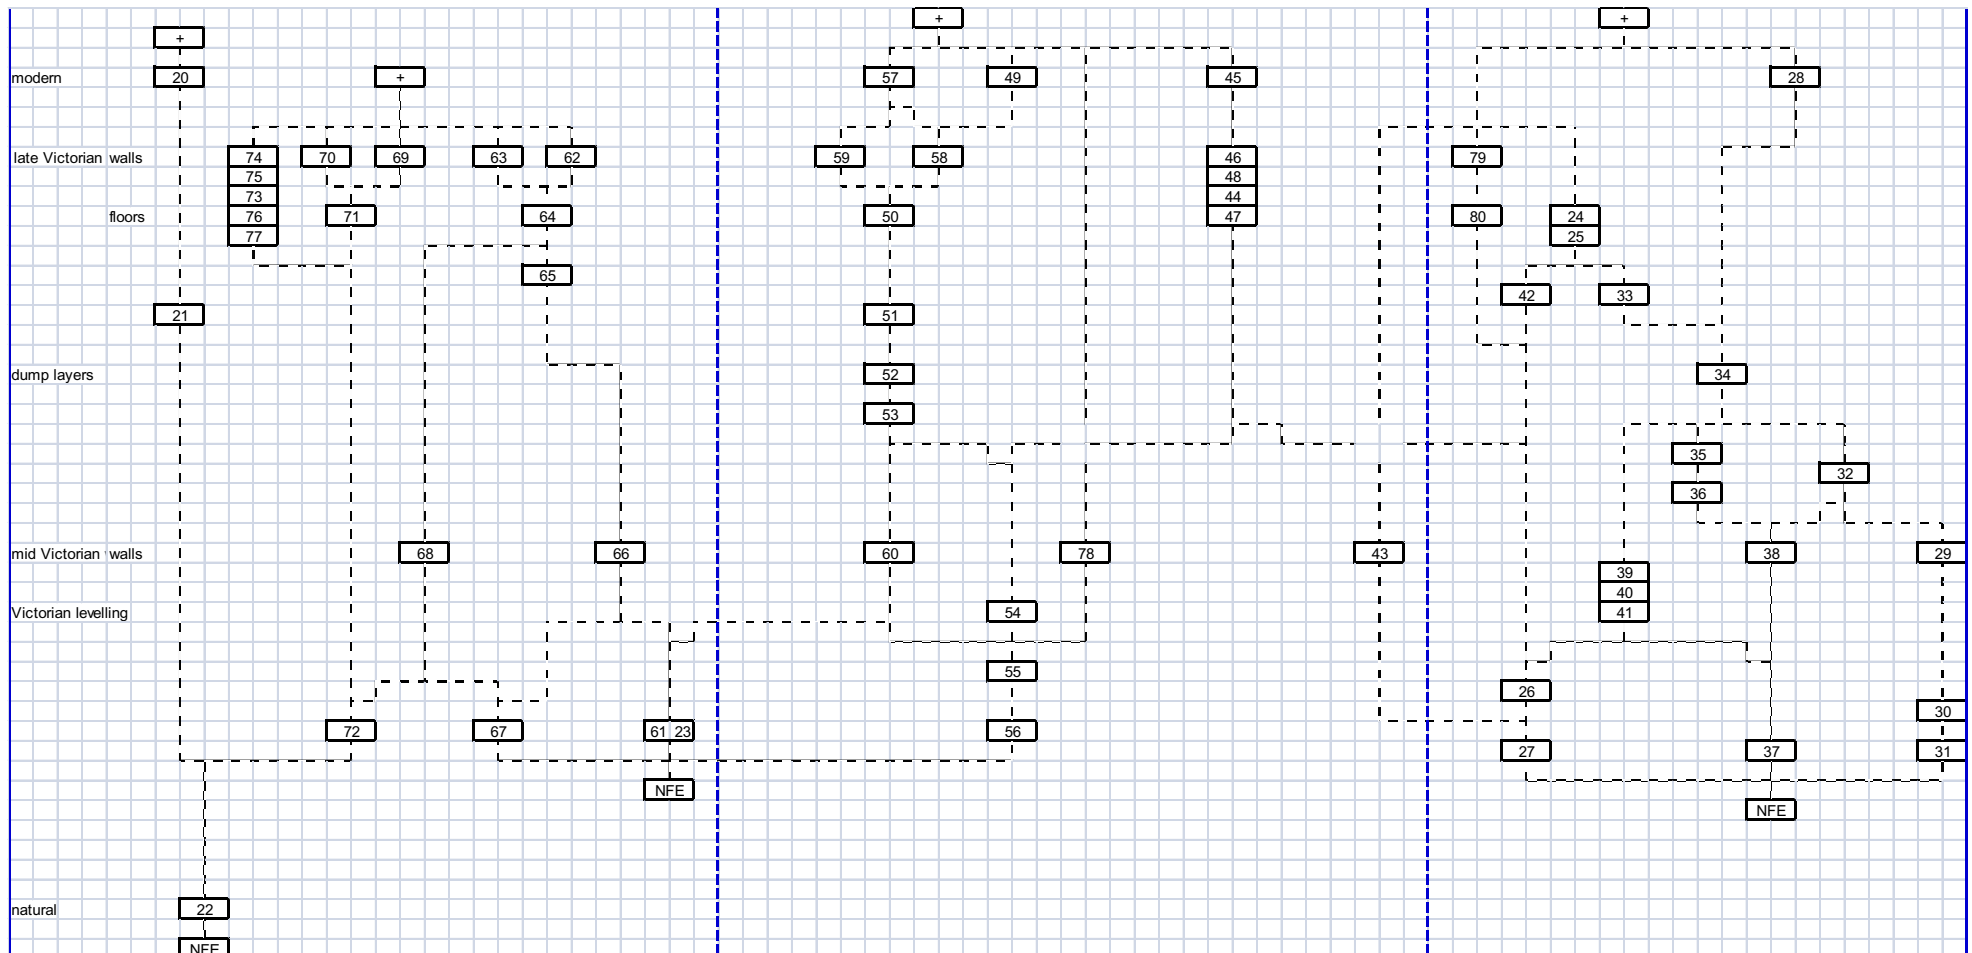 + +
+
modern 20 + 57 49 45 28
late Victorian walls 74 70 69 63 62 59 58 46 79
75 48
73 44
floors 76 71 64 50 47 80 24
77 25
65
42 33
21 51
dump layers 52 34
53
35
32
36
mid Victorian walls 68 66 60 78 43 38 29
39
40
Victorian levelling 54 41
55
26
30
72 67 61 23 56
27 37 31
NFE
NFE
natural 22
NFE